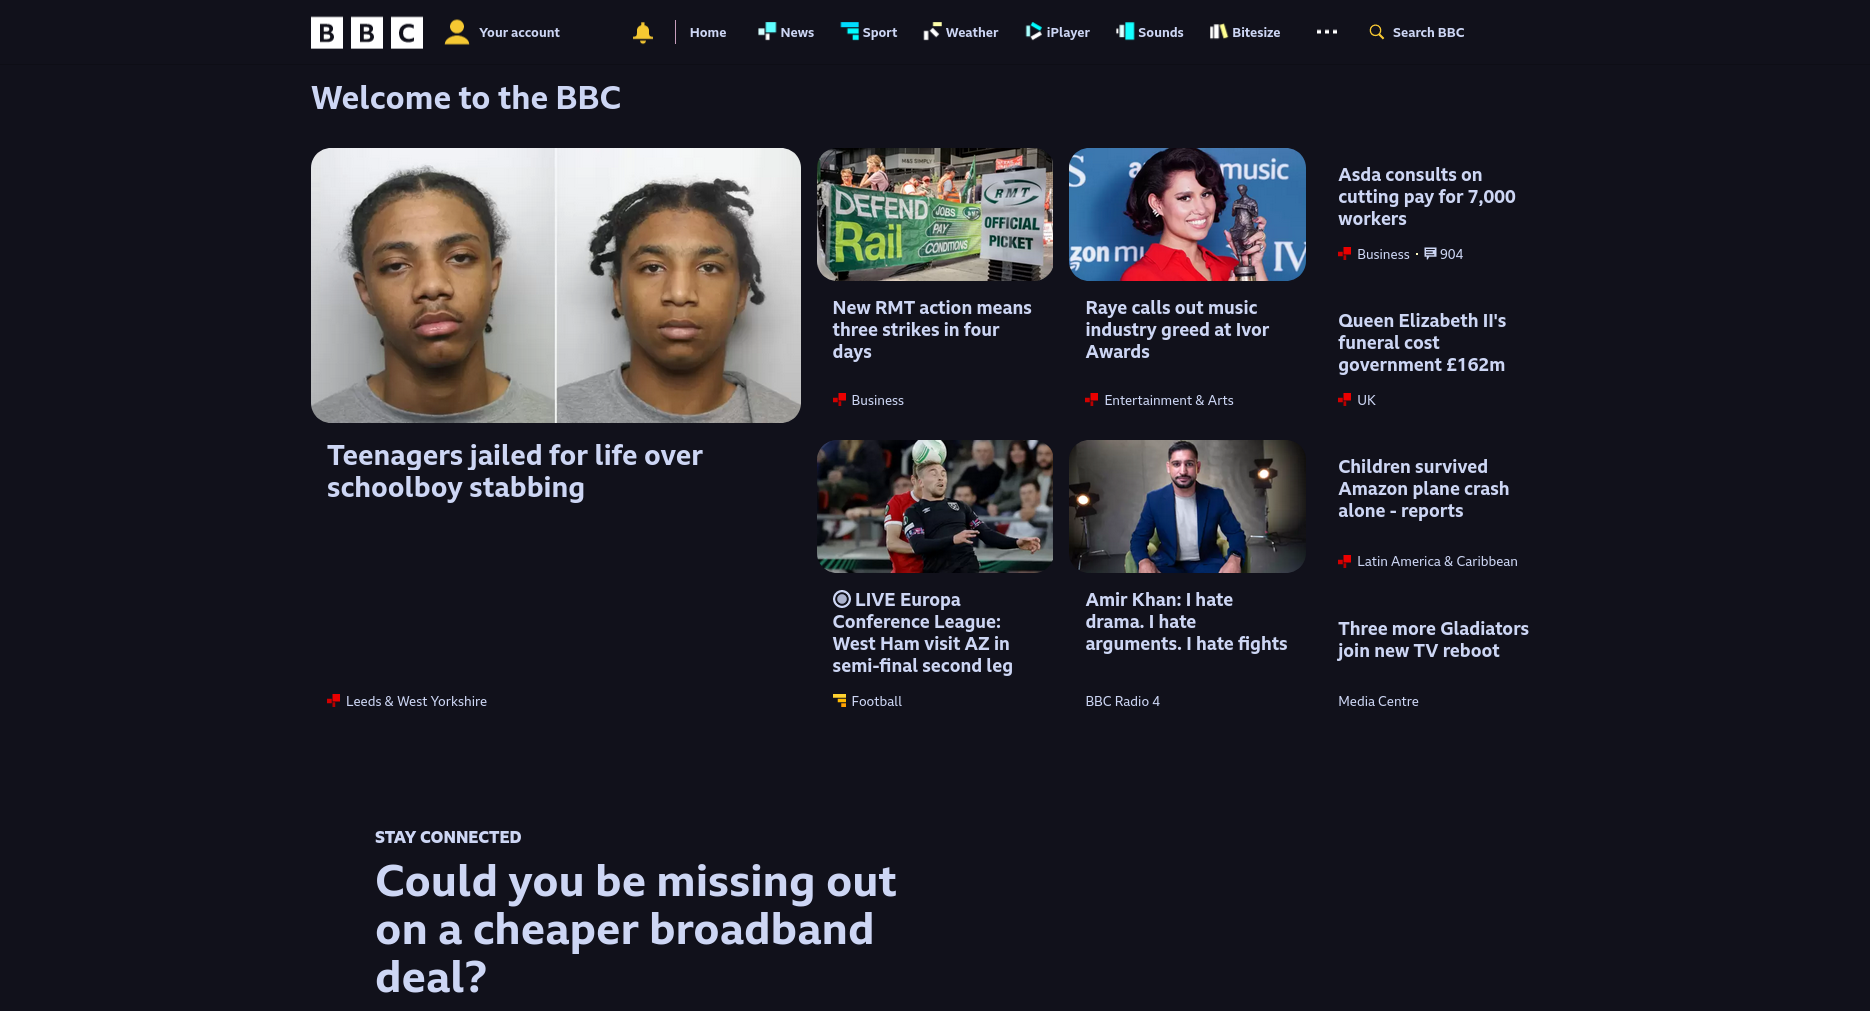 BBC
Your account
Home
News
Sport
Weather
iPlayer
Sounds
Bitesize
Search BBC
Welcome to the BBC
Teenagers jailed for life over
schoolboy stabbing
Leeds & West Yorkshire
M&S SIMPLY
DEFEND
Rail
JOBS
PAY
CONDITIONS
RMT
OFFICIAL
PICKET
New RMT action means
three strikes in four
days
Business
S
music
zon mu
IV
Raye calls out music
industry greed at Ivor
Awards
Entertainment & Arts
Asda consults on
cutting pay for 7,000
workers
Business · 904
Queen Elizabeth II's
funeral cost
government £162m
UK
LIVE Europa
Conference League:
West Ham visit AZ in
semi-final second leg
Football
Amir Khan: I hate
drama. I hate
arguments. I hate fights
BBC Radio 4
Children survived
Amazon plane crash
alone - reports
Latin America & Caribbean
Three more Gladiators
join new TV reboot
Media Centre
STAY CONNECTED
Could you be missing out
on a cheaper broadband
deal?